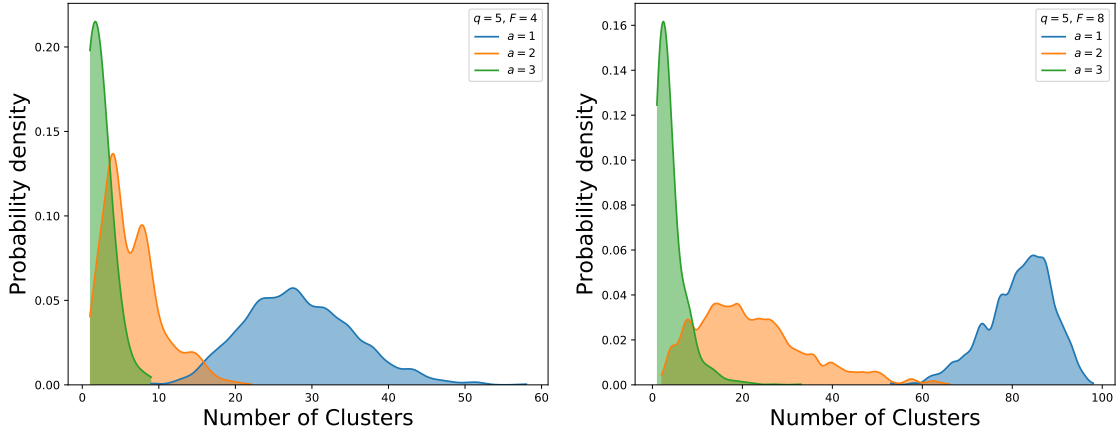 q = 5, F = 4
a = 1
a = 2
a = 3
0.20
0.15
0.10
0.05
0.00
Probability density
0 10 20 30 40 50 60
Number of Clusters
q = 5, F = 8
a = 1
a = 2
a = 3
0.16
0.14
0.12
0.10
0.08
0.06
0.04
0.02
0.00
Probability density
0 20 40 60 80 100
Number of Clusters